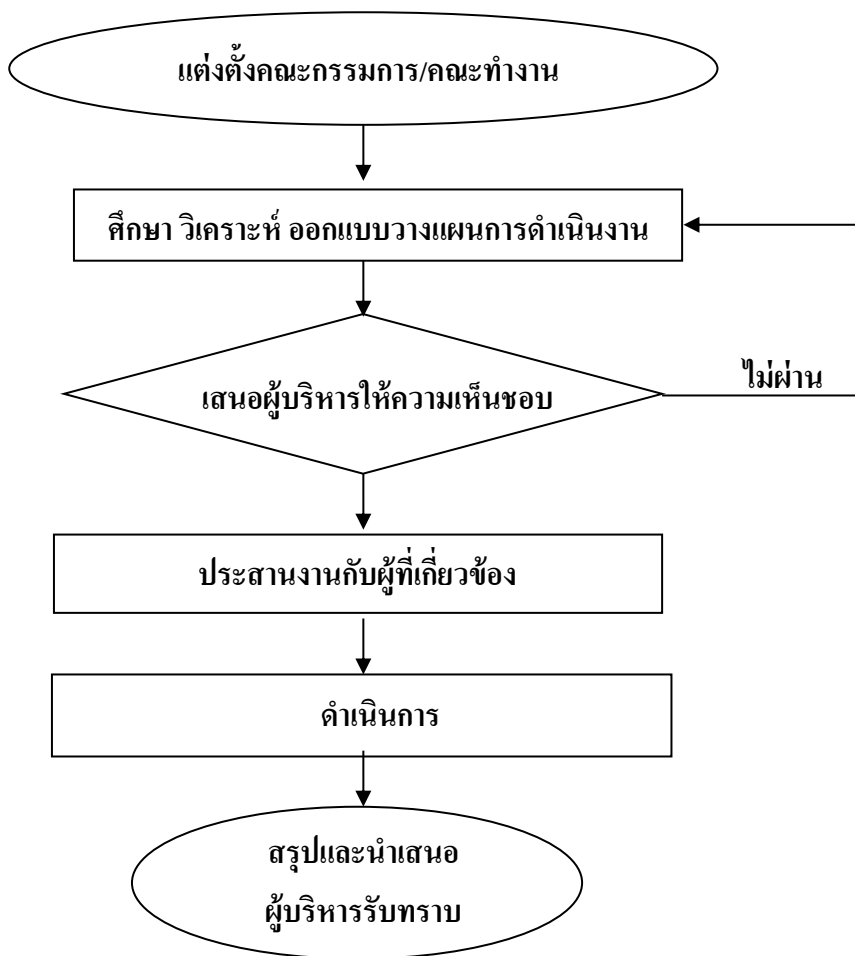 แต่งตั้งคณะกรรมการ/คณะทำงาน
ศึกษา วิเคราะห์ ออกแบบวางแผนการดำเนินงาน
ไม่ผ่าน
เสนอผู้บริหารให้ความเห็นชอบ
ประสานงานกับผู้ที่เกี่ยวข้อง
ดำเนินการ
สรุปและนำเสนอ
ผู้บริหารรับทราบ